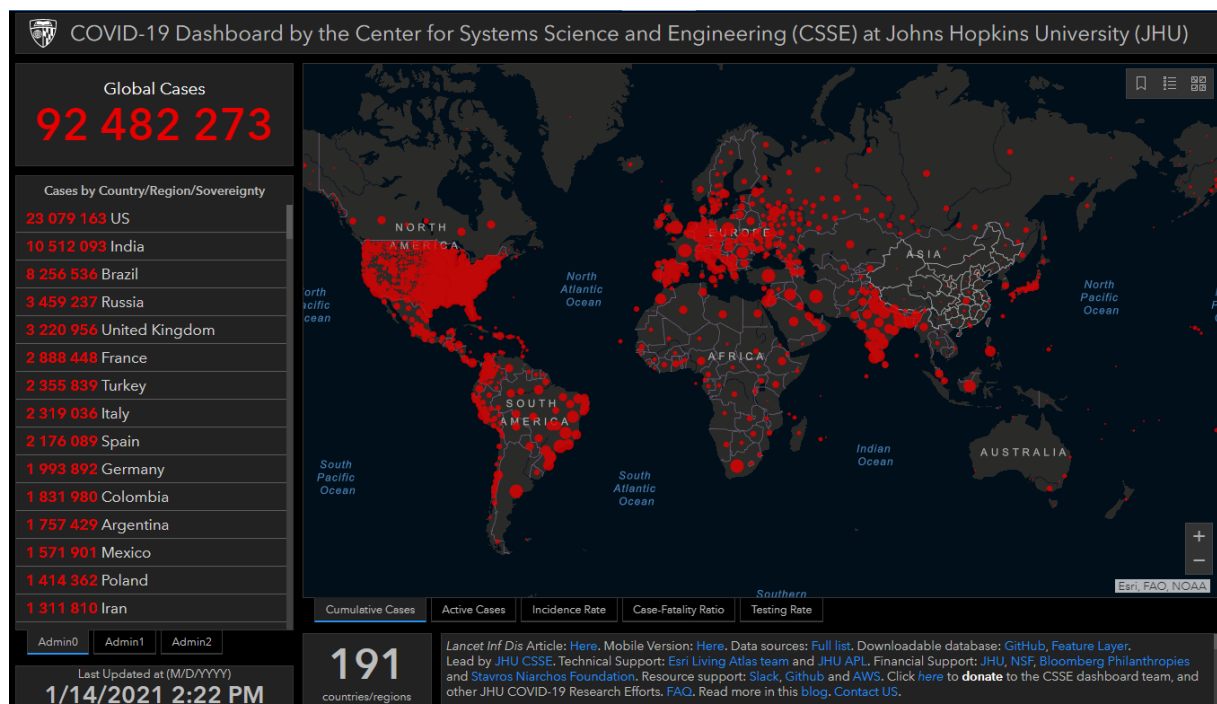 COVID-19 Dashboard by the Center for Systems Science and Engineering (CSSE) at Johns Hopkins University (JHU)
Global Cases
92 482 273
Cases by Country/Region/Sovereignty
23 079 163 US
10 512 093 India
8 256 536 Brazil
3 459 237 Russia
3 220 956 United Kingdom
2 888 448 France
2 355 839 Turkey
2 319 036 Italy
2 176 089 Spain
1 993 892 Germany
1 831 980 Colombia
1 757 429 Argentina
1 571 901 Mexico
1 414 362 Poland
1 311 810 Iran
Admin0
Admin1
Admin2
Last Updated at (M/D/YYYY)
1/14/2021 2:22 PM
NORTH
AMERICA
EUROPE
ASIA
North
Atlantic
Ocean
North
Pacific
Ocean
AFRICA
SOUTH
AMERICA
South
Pacific
Ocean
South
Atlantic
Ocean
Indian
Ocean
AUSTRALIA
Southern
+
−
Esri, FAO, NOAA
Cumulative Cases
Active Cases
Incidence Rate
Case-Fatality Ratio
Testing Rate
191
countries/regions
Lancet Inf Dis Article: Here. Mobile Version: Here. Data sources: Full list. Downloadable database: GitHub, Feature Layer.
Lead by JHU CSSE. Technical Support: Esri Living Atlas team and JHU APL. Financial Support: JHU, NSF, Bloomberg Philanthropies
and Stavros Niarchos Foundation. Resource support: Slack, Github and AWS. Click here to donate to the CSSE dashboard team, and
other JHU COVID-19 Research Efforts. FAQ. Read more in this blog. Contact US.